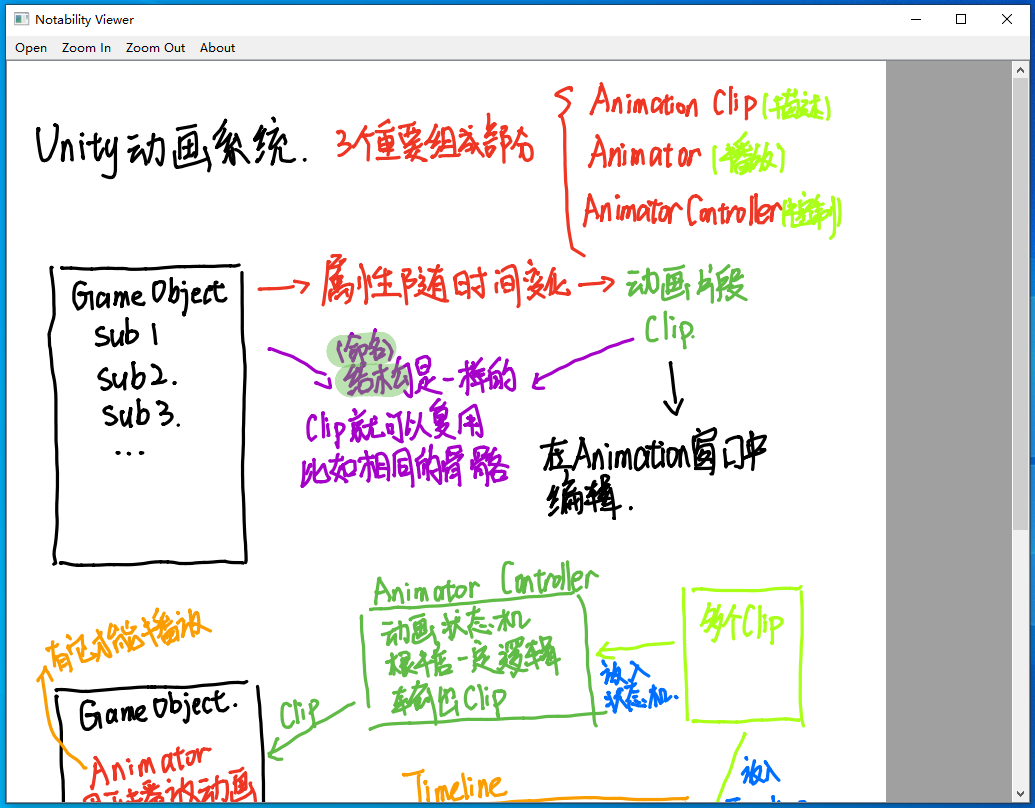 Notability Viewer
Open Zoom In Zoom Out About
Unity动画系统.
3个重要组成部分
Animation Clip(描述)
Animator(播放)
Animator Controller(控制)
Game Object
sub 1
sub 2.
sub 3.
...
属性随时间变化
动画片段
Clip.
(命名)
结构是一样的
Clip就可以复用
比如相同的骨骼
在Animation窗口中
编辑.
Animator Controller
动画状态机
根据一定逻辑
输出Clip
多个Clip
放入
状态机.
有它才能播放
Game Object.
Animator
用于播放动画
Clip
Timeline
放入